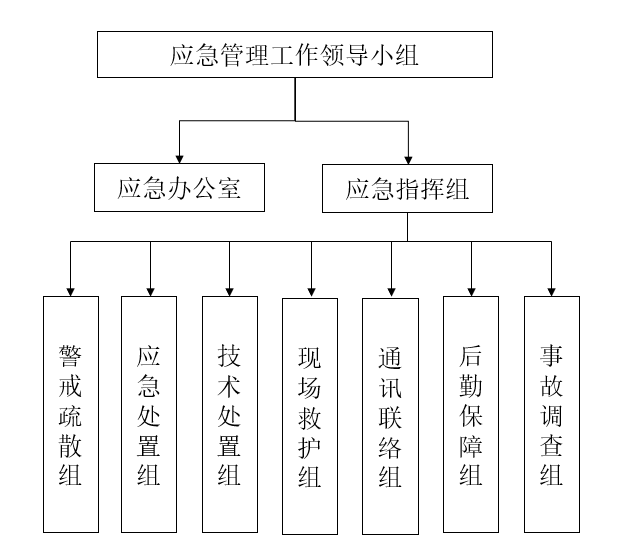 应急管理工作领导小组
应急办公室
应急指挥组
警戒疏散组
应急处置组
技术处置组
现场救护组
通讯联络组
后勤保障组
事故调查组